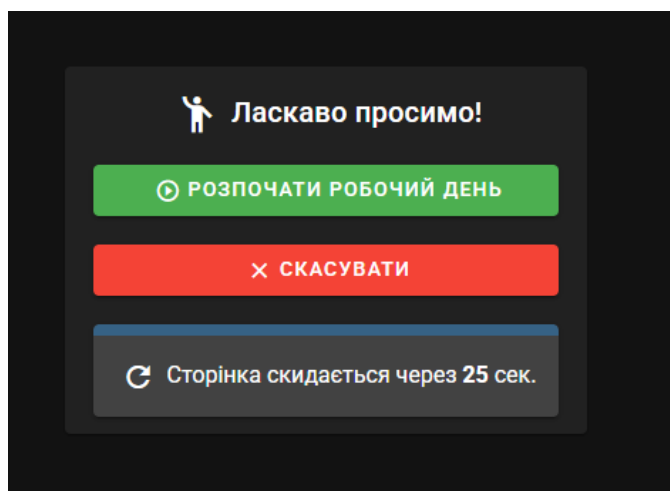 Ласкаво просимо!
РОЗПОЧАТИ РОБОЧИЙ ДЕНЬ
СКАСУВАТИ
Сторінка скидається через 25 сек.